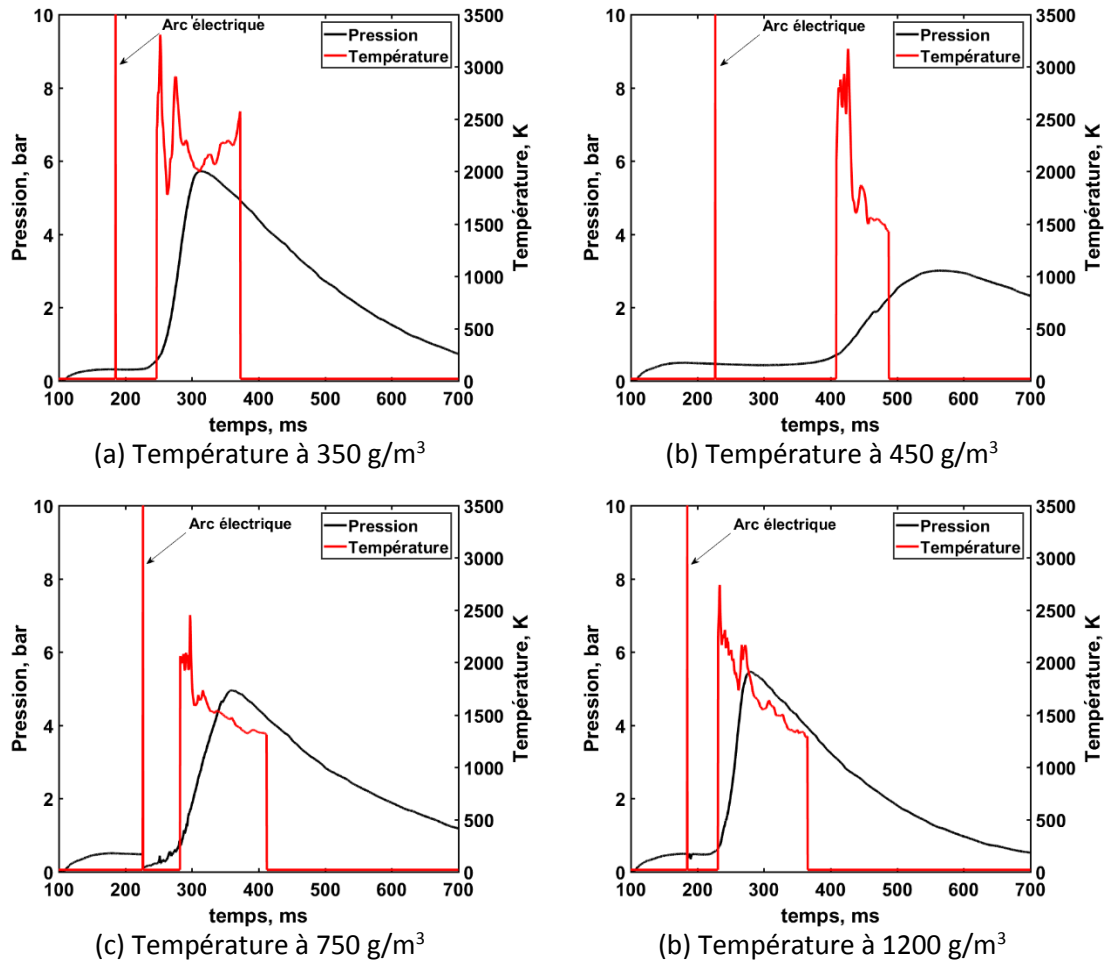 Arc électrique
Pression
Température
10
8
6
4
2
0
Pression, bar
3500
3000
2500
2000
1500
1000
500
0
Température, K
100 200 300 400 500 600 700
temps, ms
(a) Température à 350 g/m³
Arc électrique
Pression
Température
10
8
6
4
2
0
Pression, bar
3500
3000
2500
2000
1500
1000
500
0
Température, K
100 200 300 400 500 600 700
temps, ms
(b) Température à 450 g/m³
Arc électrique
Pression
Température
10
8
6
4
2
0
Pression, bar
3500
3000
2500
2000
1500
1000
500
0
Température, K
100 200 300 400 500 600 700
temps, ms
(c) Température à 750 g/m³
Arc électrique
Pression
Température
10
8
6
4
2
0
Pression, bar
3500
3000
2500
2000
1500
1000
500
0
Température, K
100 200 300 400 500 600 700
temps, ms
(b) Température à 1200 g/m³